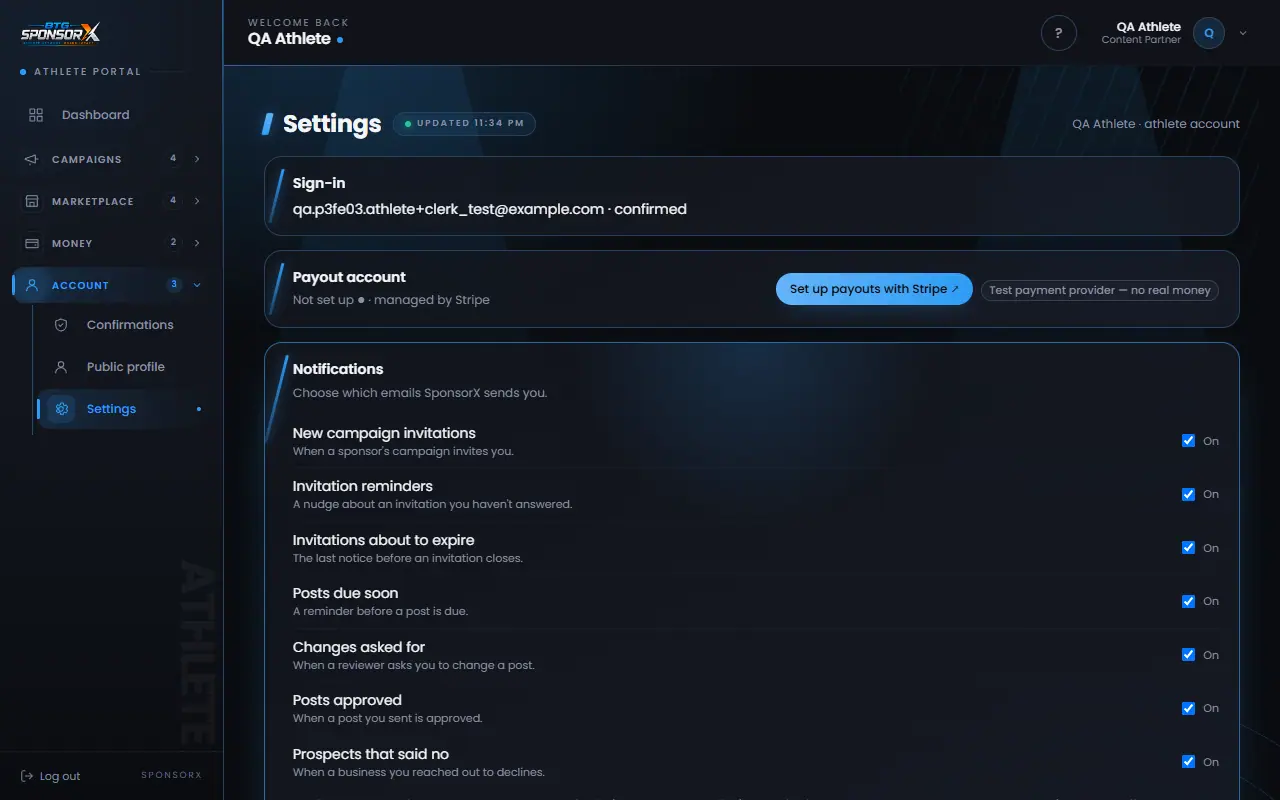 BTG
SPONSORX
ATHLETE PORTAL
Dashboard
CAMPAIGNS 4
MARKETPLACE 4
MONEY 2
ACCOUNT 3
Confirmations
Public profile
Settings
ATHLETE
Log out
SPONSORX
WELCOME BACK
QA Athlete
?
QA Athlete
Content Partner
Q
Settings
UPDATED 11:34 PM
QA Athlete · athlete account
Sign-in
qa.p3fe03.athlete+clerk_test@example.com · confirmed
Payout account
Not set up ● · managed by Stripe
Set up payouts with Stripe ↗
Test payment provider — no real money
Notifications
Choose which emails SponsorX sends you.
New campaign invitations
When a sponsor's campaign invites you.
On
Invitation reminders
A nudge about an invitation you haven't answered.
On
Invitations about to expire
The last notice before an invitation closes.
On
Posts due soon
A reminder before a post is due.
On
Changes asked for
When a reviewer asks you to change a post.
On
Posts approved
When a post you sent is approved.
On
Prospects that said no
When a business you reached out to declines.
On